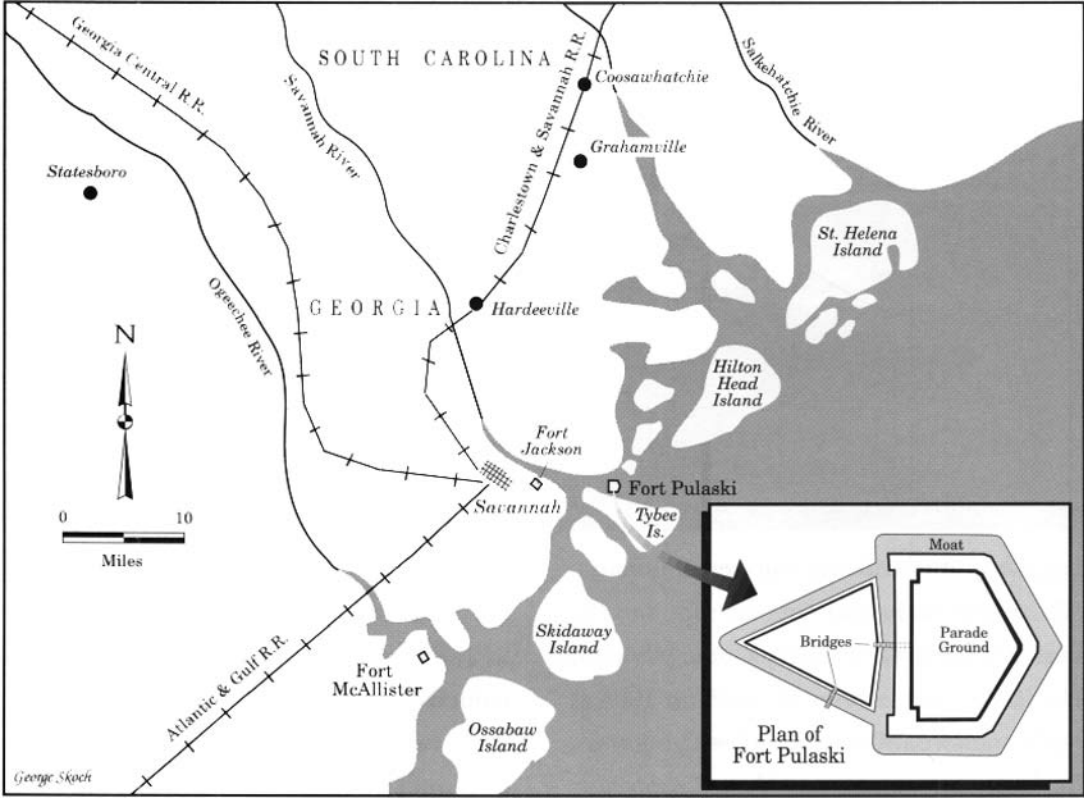 Georgia Central R.R.
SOUTH CAROLINA
Savannah River
Charlestown & Savannah R.R.
Coosawhatchie
Salkehatchie River
Grahamville
Statesboro
St. Helena
Island
Ogeechee River
GEORGIA
Hardeeville
N
Hilton
Head
Island
Fort
Jackson
0 10
Miles
Savannah
Fort Pulaski
Tybee
Is.
Moat
Bridges
Parade
Ground
Plan of
Fort Pulaski
Skidaway
Island
Fort
McAllister
Atlantic & Gulf R.R.
Ossabaw
Island
George Skoch